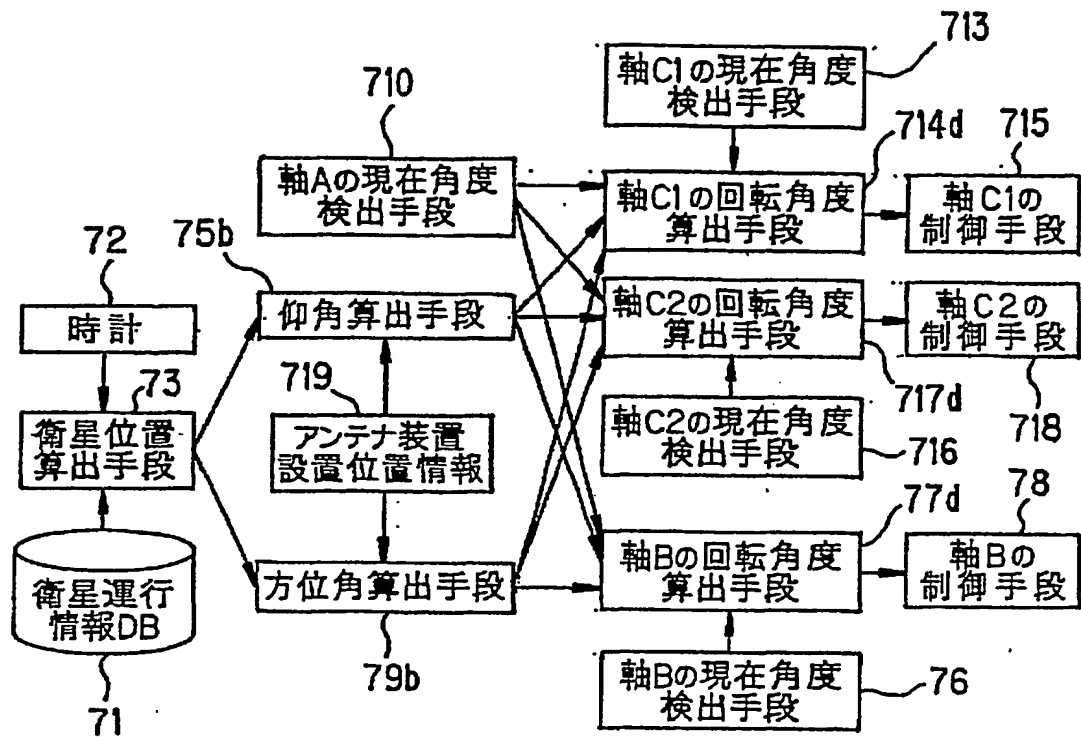 713
軸C1の現在角度
検出手段
710
軸Aの現在角度
検出手段
714d
軸C1の回転角度
算出手段
715
軸C1の
制御手段
72
時計
75b
仰角算出手段
軸C2の回転角度
算出手段
717d
軸C2の
制御手段
718
73
衛星位置
算出手段
719
アンテナ装置
設置位置情報
軸C2の現在角度
検出手段
716
衛星運行
情報DB
71
方位角算出手段
79b
77d
軸Bの回転角度
算出手段
78
軸Bの
制御手段
軸Bの現在角度
検出手段
76